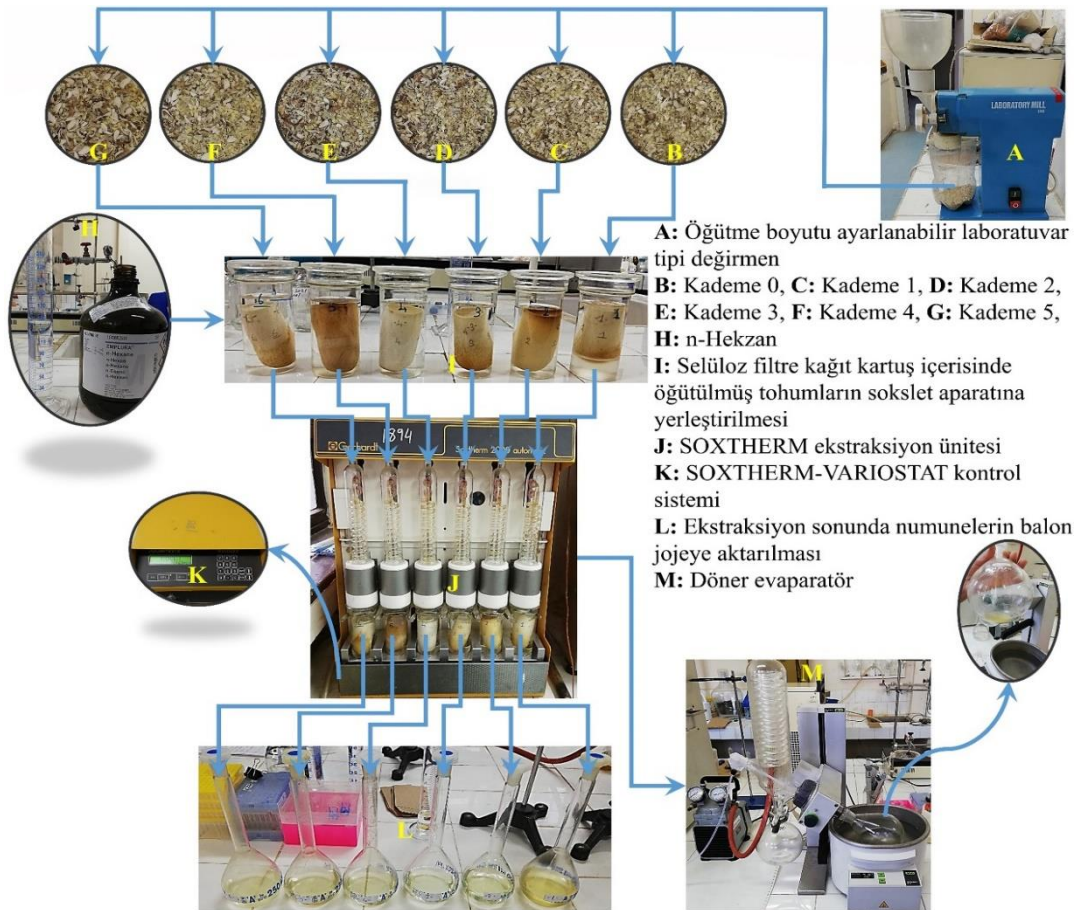 LABORATORY MILL
G
F
E
D
C
B
A
H
A: Öğütme boyutu ayarlanabilir laboratuvar
tipi değirmen
B: Kademe 0, C: Kademe 1, D: Kademe 2,
E: Kademe 3, F: Kademe 4, G: Kademe 5,
H: n-Hekzan
I: Selüloz filtre kağıt kartuş içerisinde
öğütülmüş tohumların sokslet aparatına
yerleştirilmesi
J: SOXTHERM ekstraksiyon ünitesi
K: SOXTHERM-VARIOSTAT kontrol
sistemi
L: Ekstraksiyon sonunda numunelerin balon
jojeye aktarılması
M: Döner evaparatör
I
Gerhardt
1894
K
J
M
L